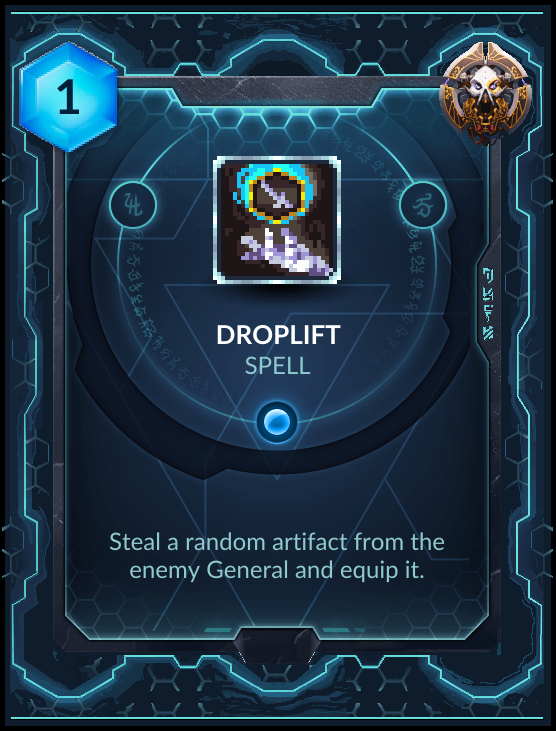 1
DROPLIFT
SPELL
Steal a random artifact from the
enemy General and equip it.